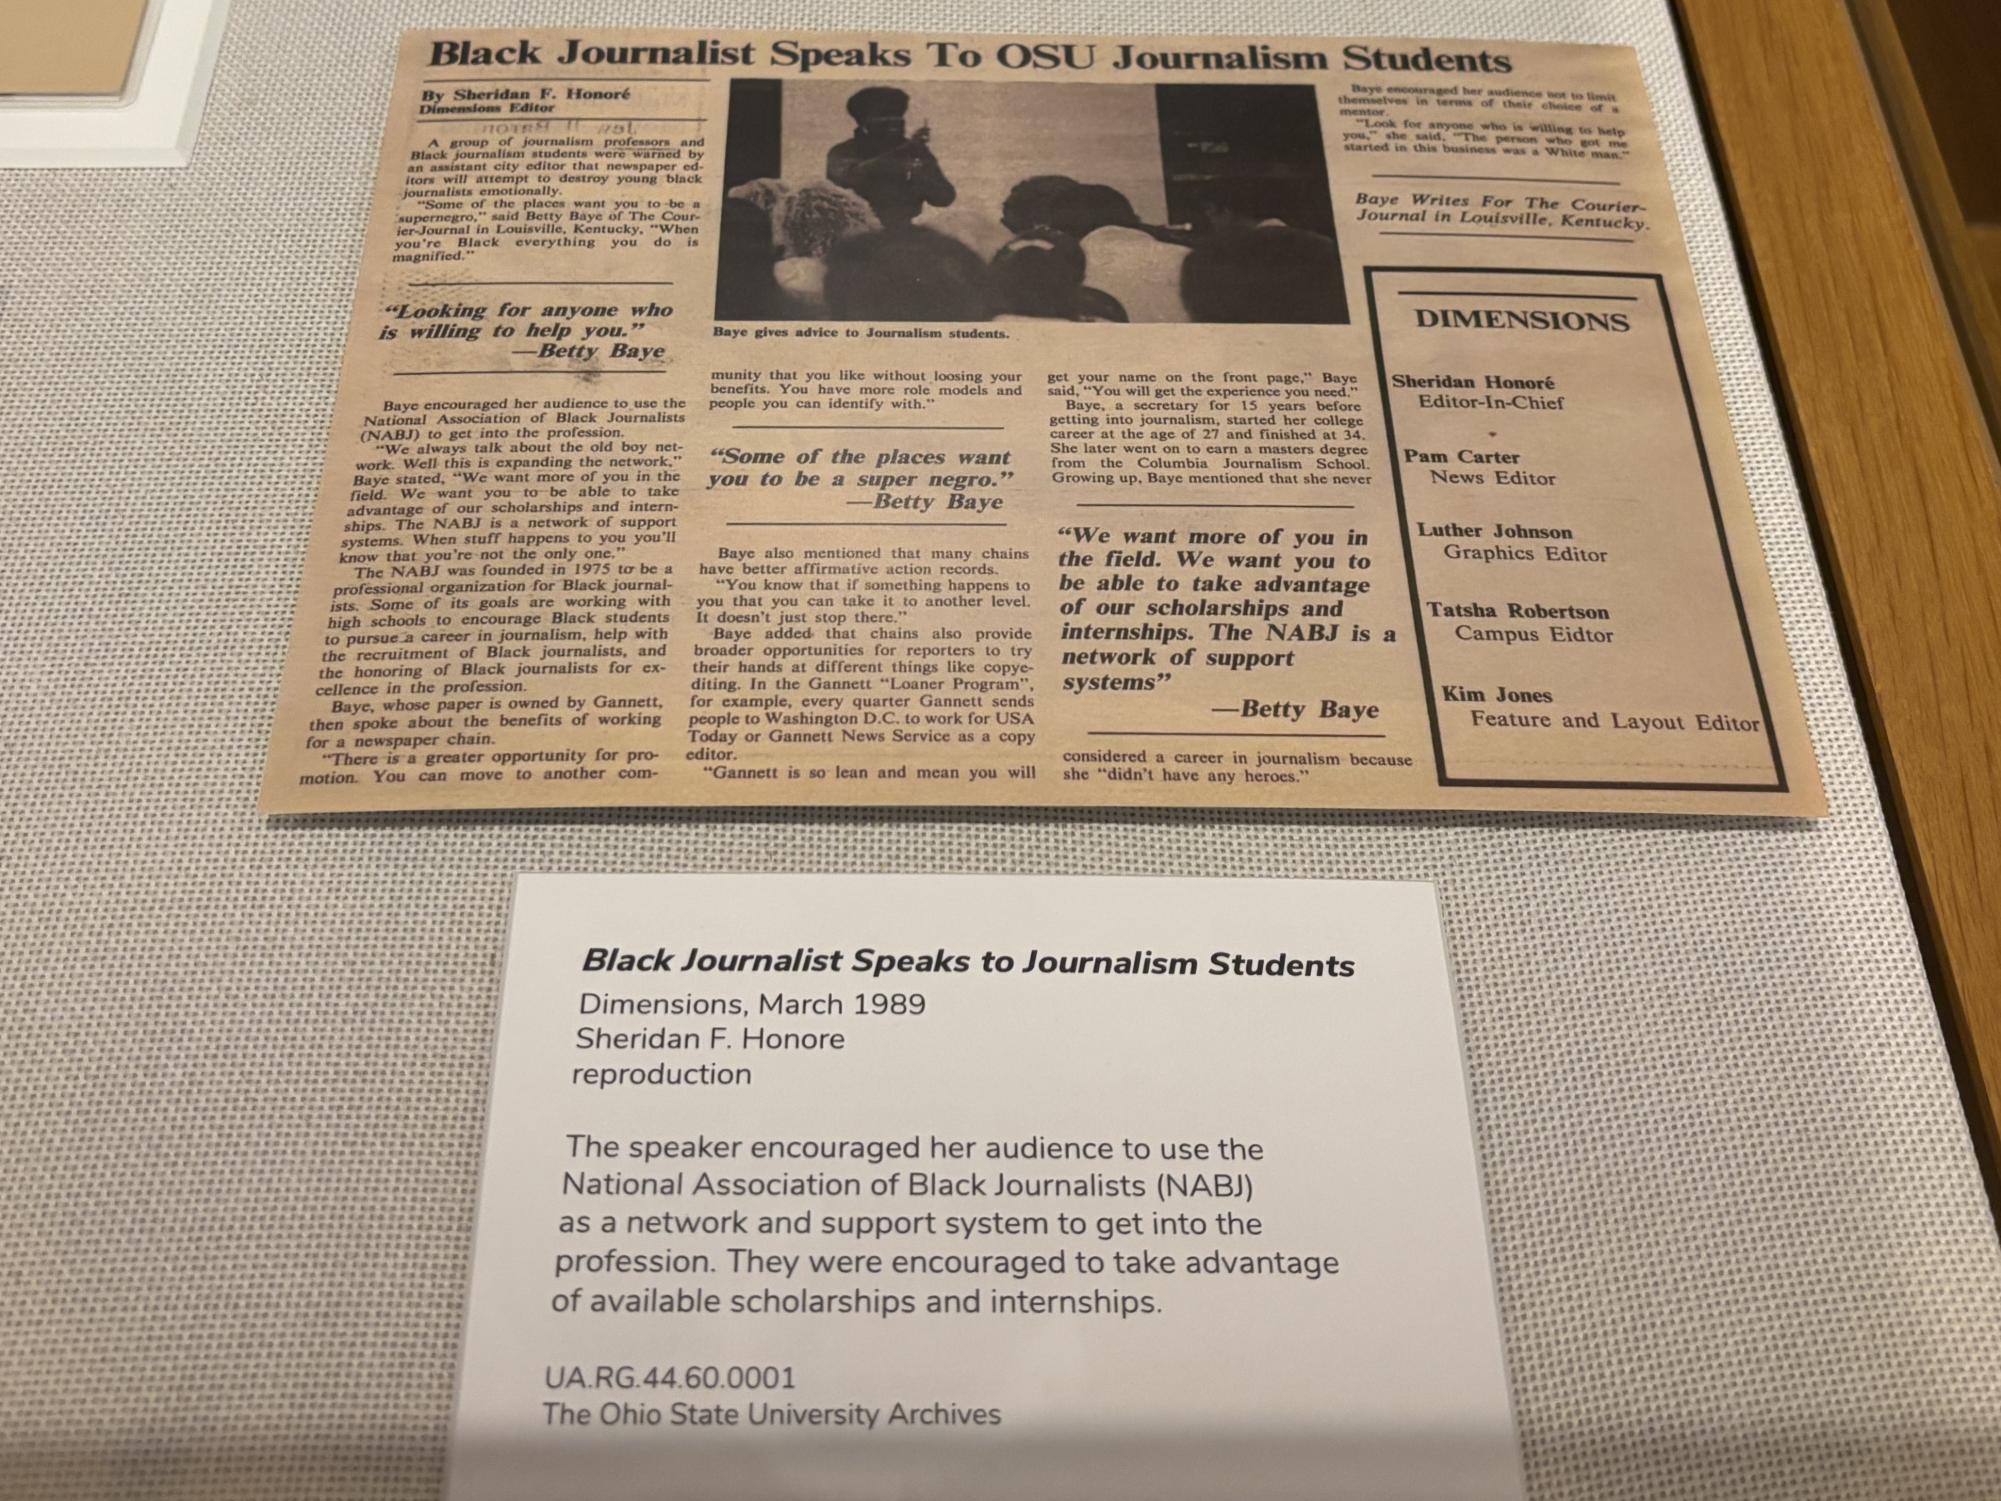 Black Journalist Speaks To OSU Journalism Students
By Sheridan F. Honoré
Dimensions Editor
A group of journalism professors and
Black journalism students were warned by
an assistant city editor that newspaper ed-
itors will attempt to destroy young black
journalists emotionally.
“Some of the places want you to be a
supernegro,” said Betty Baye of The Cour-
ier-Journal in Louisville, Kentucky, “When
you're Black everything you do is
magnified.”
“Looking for anyone who
is willing to help you.”
—Betty Baye
Baye encouraged her audience to use the
National Association of Black Journalists
(NABJ) to get into the profession.
“We always talk about the old boy net-
work. Well this is expanding the network,”
Baye stated, “We want more of you in the
field. We want you to be able to take
advantage of our scholarships and intern-
ships. The NABJ is a network of support
systems. When stuff happens to you you'll
know that you're not the only one.”
The NABJ was founded in 1975 to be a
professional organization for Black journal-
ists. Some of its goals are working with
high schools to encourage Black students
to pursue a career in journalism, help with
the recruitment of Black journalists, and
the honoring of Black journalists for ex-
cellence in the profession.
Baye, whose paper is owned by Gannett,
then spoke about the benefits of working
for a newspaper chain.
“There is a greater opportunity for pro-
motion. You can move to another com-
Baye gives advice to Journalism students.
munity that you like without loosing your
benefits. You have more role models and
people you can identify with.”
“Some of the places want
you to be a super negro.”
—Betty Baye
Baye also mentioned that many chains
have better affirmative action records.
“You know that if something happens to
you that you can take it to another level.
It doesn't just stop there.”
Baye added that chains also provide
broader opportunities for reporters to try
their hands at different things like copye-
diting. In the Gannett “Loaner Program”,
for example, every quarter Gannett sends
people to Washington D.C. to work for USA
Today or Gannett News Service as a copy
editor.
“Gannett is so lean and mean you will
get your name on the front page,” Baye
said, “You will get the experience you need.”
Baye, a secretary for 15 years before
getting into journalism, started her college
career at the age of 27 and finished at 34.
She later went on to earn a masters degree
from the Columbia Journalism School.
Growing up, Baye mentioned that she never
“We want more of you in
the field. We want you to
be able to take advantage
of our scholarships and
internships. The NABJ is a
network of support
systems”
—Betty Baye
considered a career in journalism because
she “didn't have any heroes.”
Baye encouraged her audience not to limit
themselves in terms of their choice of a
mentor.
“Look for anyone who is willing to help
you,” she said, “The person who got me
started in this business was a White man.”
Baye Writes For The Courier-
Journal in Louisville, Kentucky.
DIMENSIONS
Sheridan Honoré
Editor-In-Chief
Pam Carter
News Editor
Luther Johnson
Graphics Editor
Tatsha Robertson
Campus Eidtor
Kim Jones
Feature and Layout Editor
Black Journalist Speaks to Journalism Students
Dimensions, March 1989
Sheridan F. Honore
reproduction
The speaker encouraged her audience to use the
National Association of Black Journalists (NABJ)
as a network and support system to get into the
profession. They were encouraged to take advantage
of available scholarships and internships.
UA.RG.44.60.0001
The Ohio State University Archives